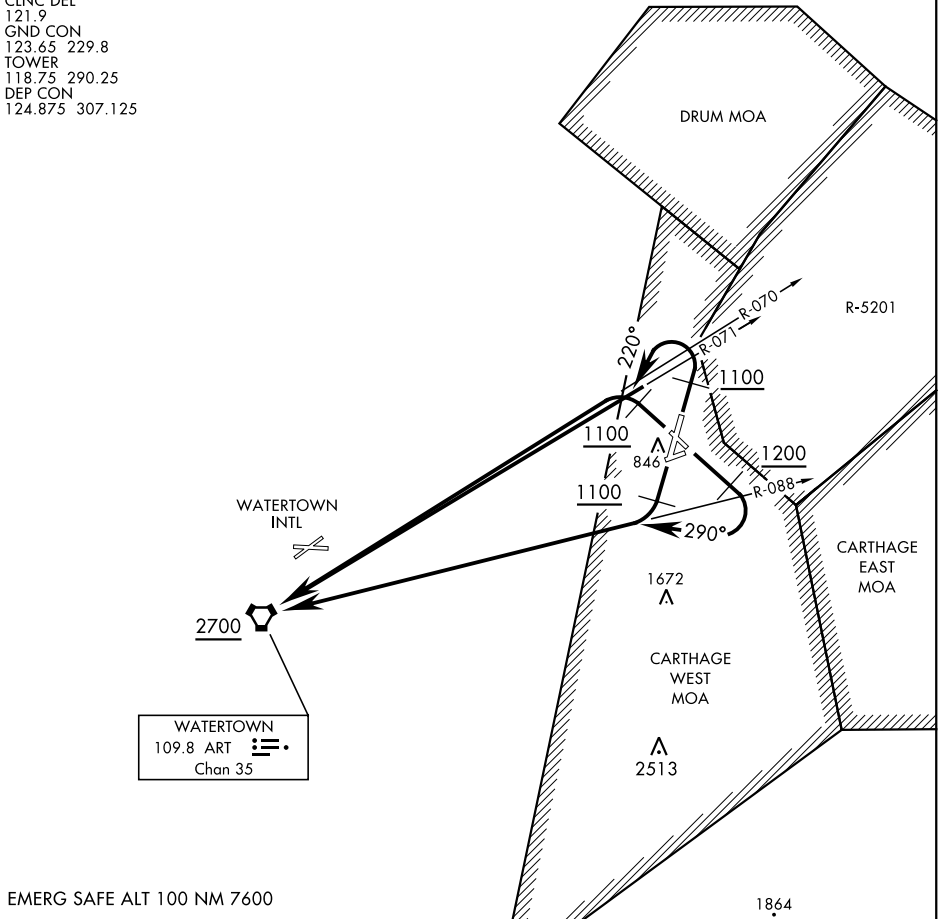 CLNC DEL
121.9
GND CON
123.65 229.8
TOWER
118.75 290.25
DEP CON
124.875 307.125
DRUM MOA
R-5201
R-070
R-071
220°
1100
1100
846
1200
1100
R-088
290°
WATERTOWN
INTL
CARTHAGE
EAST
MOA
1672
2700
CARTHAGE
WEST
MOA
WATERTOWN
109.8 ART
Chan 35
2513
EMERG SAFE ALT 100 NM 7600
1864